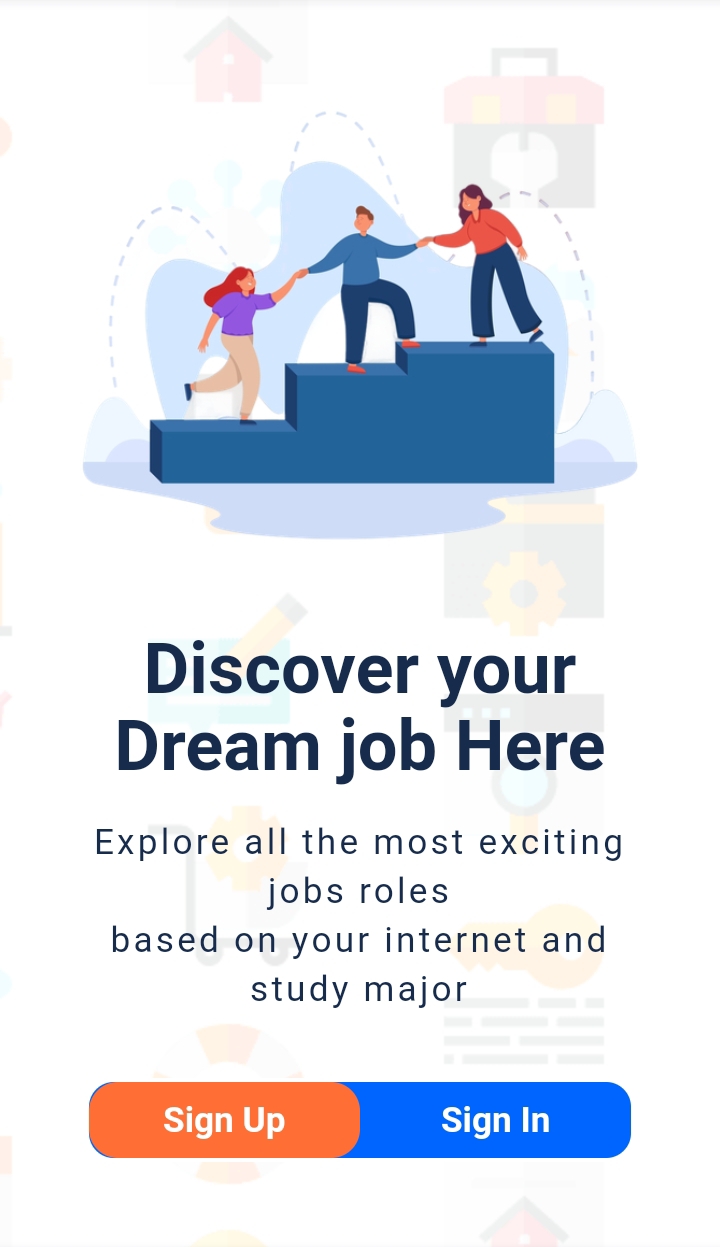 Discover your
Dream job Here
Explore all the most exciting
jobs roles
based on your internet and
study major
Sign Up
Sign In